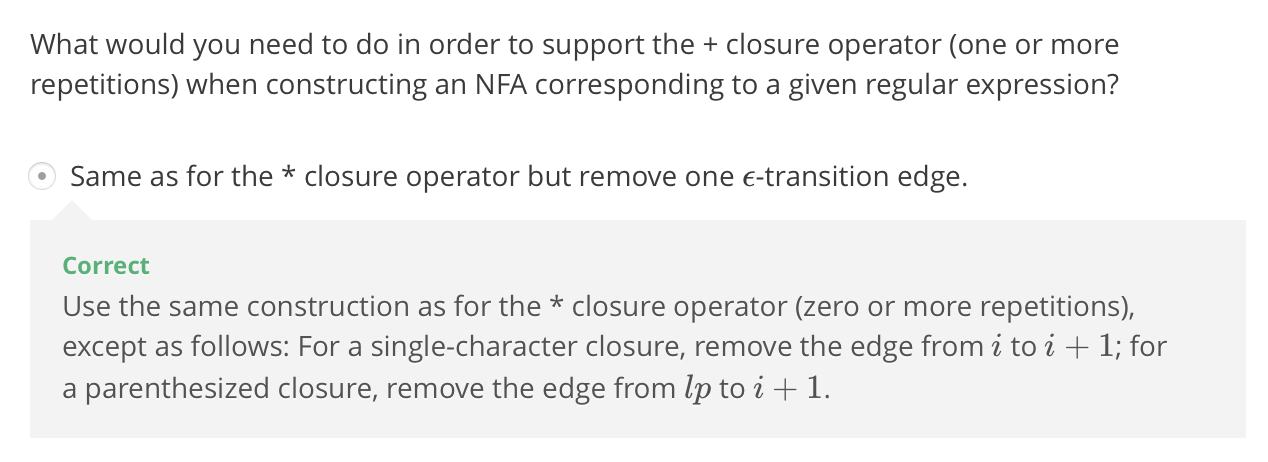 What would you need to do in order to support the + closure operator (one or more
repetitions) when constructing an NFA corresponding to a given regular expression?
Same as for the * closure operator but remove one ϵ-transition edge.
Correct
Use the same construction as for the * closure operator (zero or more repetitions),
except as follows: For a single-character closure, remove the edge from i to i + 1; for
a parenthesized closure, remove the edge from lp to i + 1.